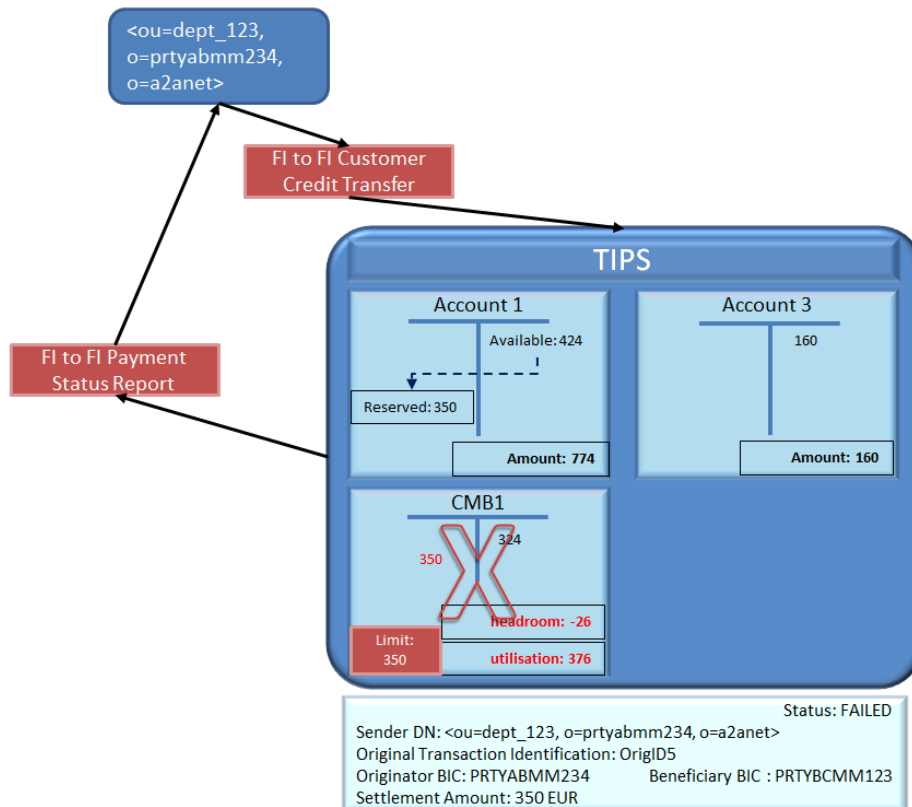 <ou=dept_123,
o=prtyabmm234,
o=a2anet>
FI to FI Customer
Credit Transfer
TIPS
Account 1
Available: 424
Reserved: 350
Amount: 774
Account 3
160
Amount: 160
FI to FI Payment
Status Report
CMB1
324
350
headroom: -26
Limit:
350
utilisation: 376
Status: FAILED
Sender DN: <ou=dept_123, o=prtyabmm234, o=a2anet>
Original Transaction Identification: OrigID5
Originator BIC: PRTYABMM234 Beneficiary BIC : PRTYBCMM123
Settlement Amount: 350 EUR